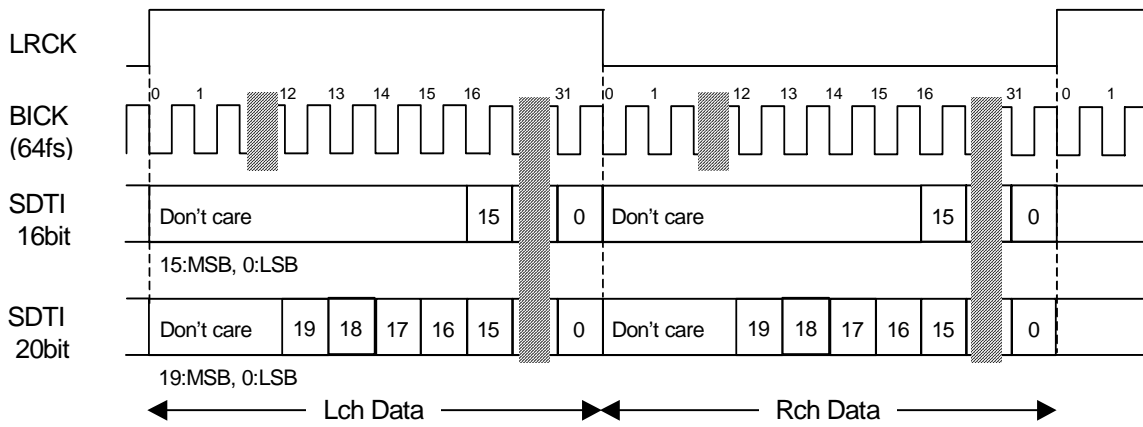 LRCK
0 1 12 13 14 15 16 31 0 1 12 13 14 15 16 31 0 1
BICK
(64fs)
SDTI
16bit
Don't care 15 0 Don't care 15 0
15:MSB, 0:LSB
SDTI
20bit
Don't care 19 18 17 16 15 0 Don't care 19 18 17 16 15 0
19:MSB, 0:LSB
Lch Data Rch Data